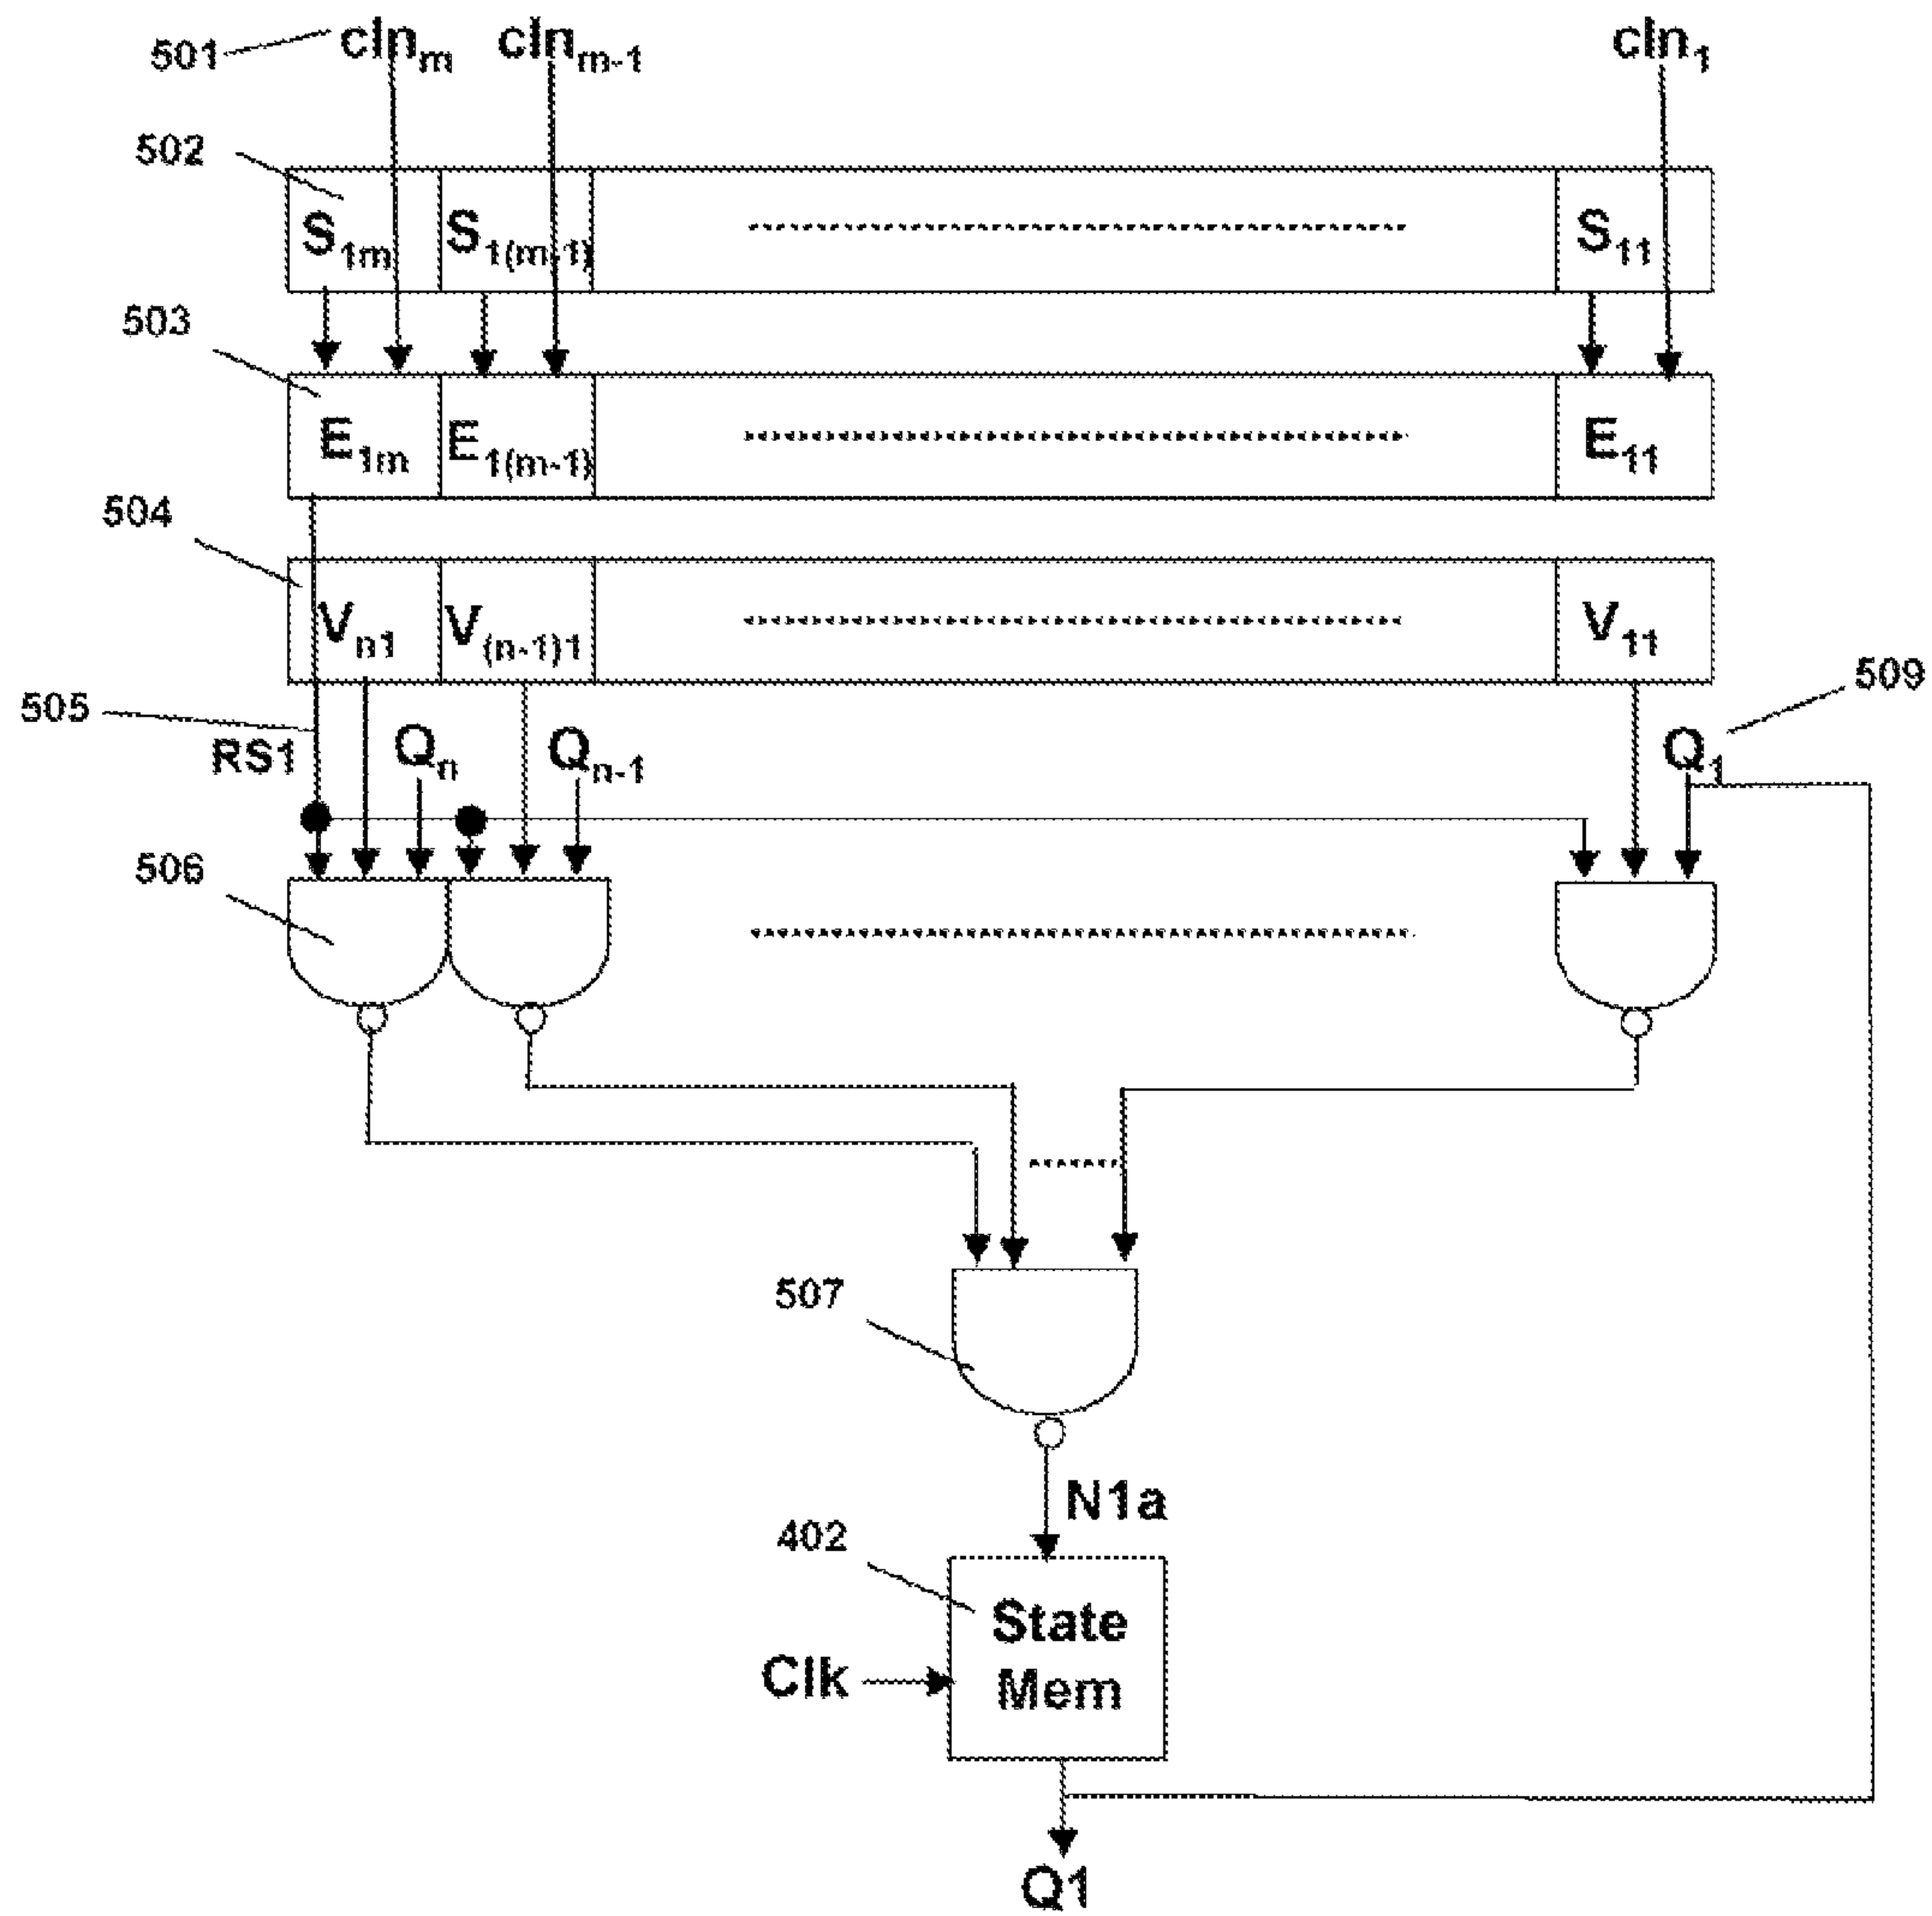 501 cIn_m cIn_m-1 cIn_1
502
S_1m S_1(m-1) S_11
503
E_1m E_1(m-1) E_11
504
V_n1 V_(n-1)1 V_11
505 509
RS1 Q_n Q_n-1 Q_1
506
507
N1a
402
State
Mem
Clk
Q1